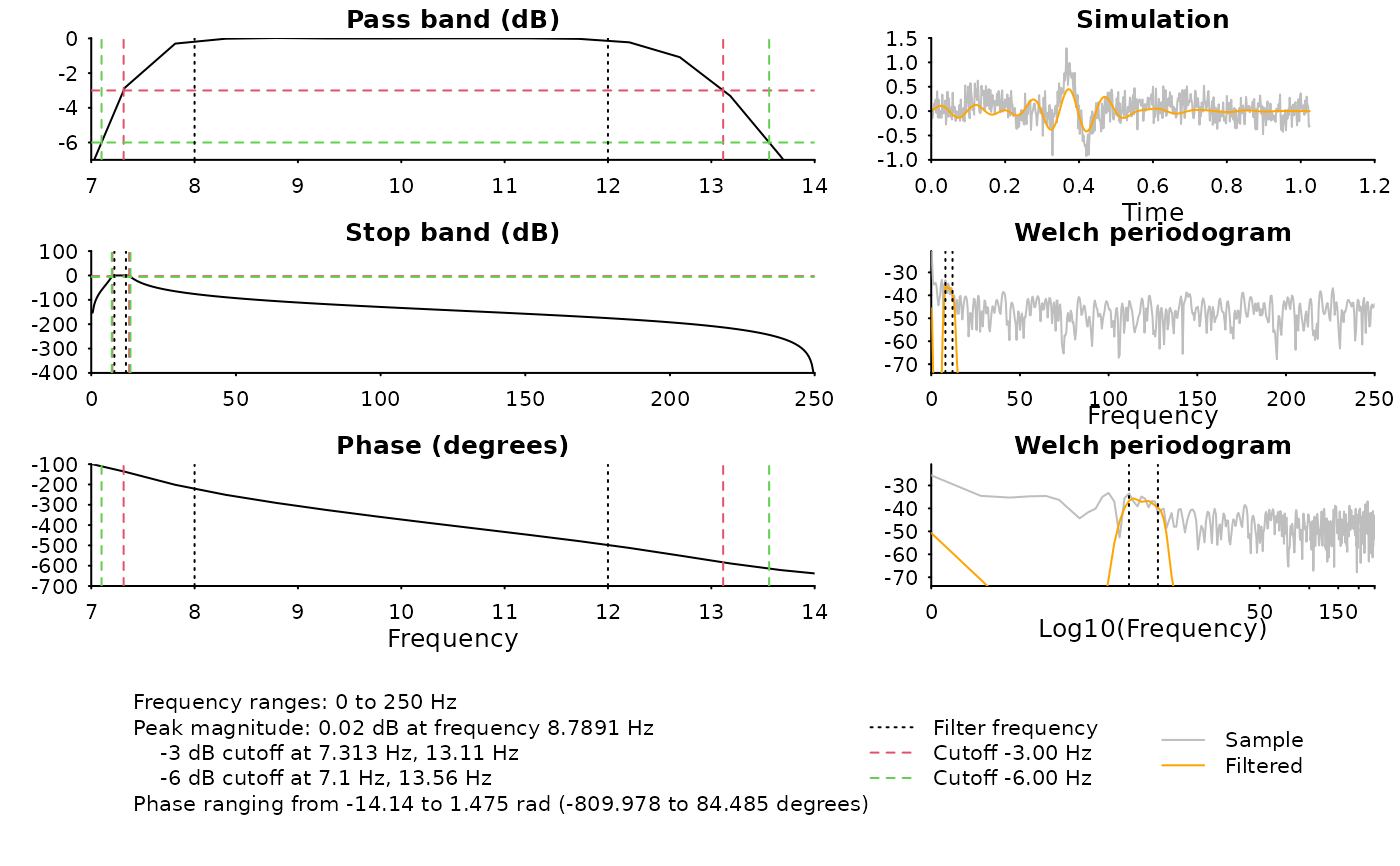 Pass band (dB)
0
-2
-4
-6
7 8 9 10 11 12 13 14
Simulation
1.5
1.0
0.5
0.0
-0.5
-1.0
0.0 0.2 0.4 0.6 0.8 1.0 1.2
Time
Stop band (dB)
100
0
-100
-200
-300
-400
0 50 100 150 200 250
Welch periodogram
-30
-40
-50
-60
-70
0 50 100 150 200 250
Frequency
Phase (degrees)
-100
-200
-300
-400
-500
-600
-700
7 8 9 10 11 12 13 14
Frequency
Welch periodogram
-30
-40
-50
-60
-70
0 50 150
Log10(Frequency)
Frequency ranges: 0 to 250 Hz
Peak magnitude: 0.02 dB at frequency 8.7891 Hz
-3 dB cutoff at 7.313 Hz, 13.11 Hz
-6 dB cutoff at 7.1 Hz, 13.56 Hz
Phase ranging from -14.14 to 1.475 rad (-809.978 to 84.485 degrees)
Filter frequency
Cutoff -3.00 Hz
Cutoff -6.00 Hz
Sample
Filtered